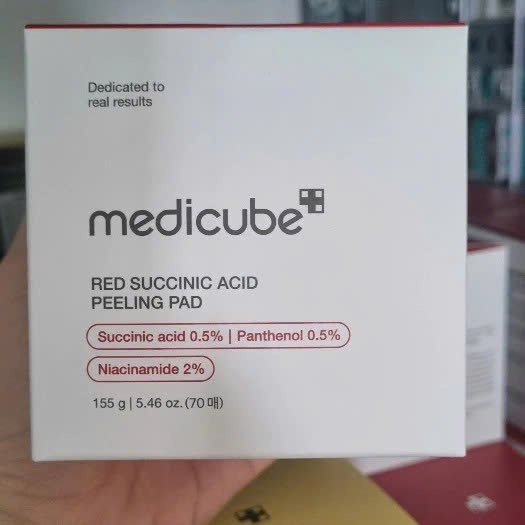 Dedicated to
real results
medicube
RED SUCCINIC ACID
PEELING PAD
Succinic acid 0.5% | Panthenol 0.5%
Niacinamide 2%
155 g | 5.46 oz. (70 매)